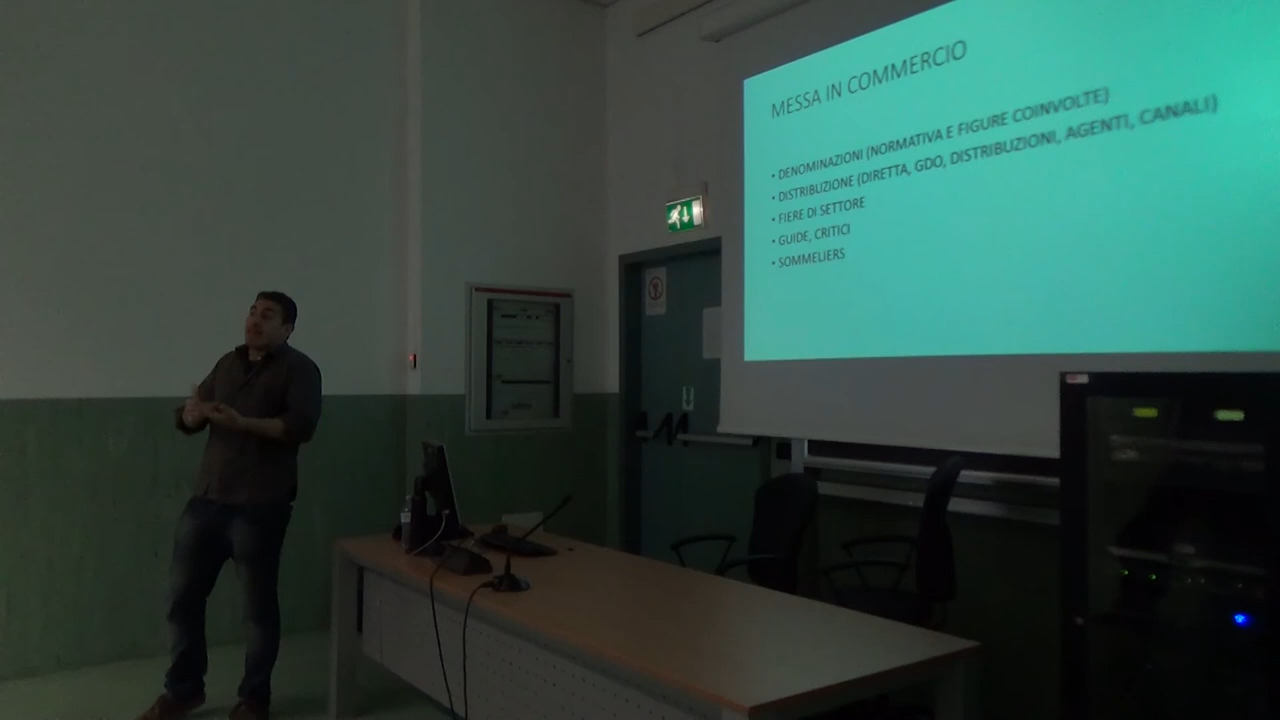 MESSA IN COMMERCIO
• DENOMINAZIONI (NORMATIVA E FIGURE COINVOLTE)
• DISTRIBUZIONE (DIRETTA, GDO, DISTRIBUZIONI, AGENTI, CANALI)
• FIERE DI SETTORE
• GUIDE, CRITICI
• SOMMELIERS